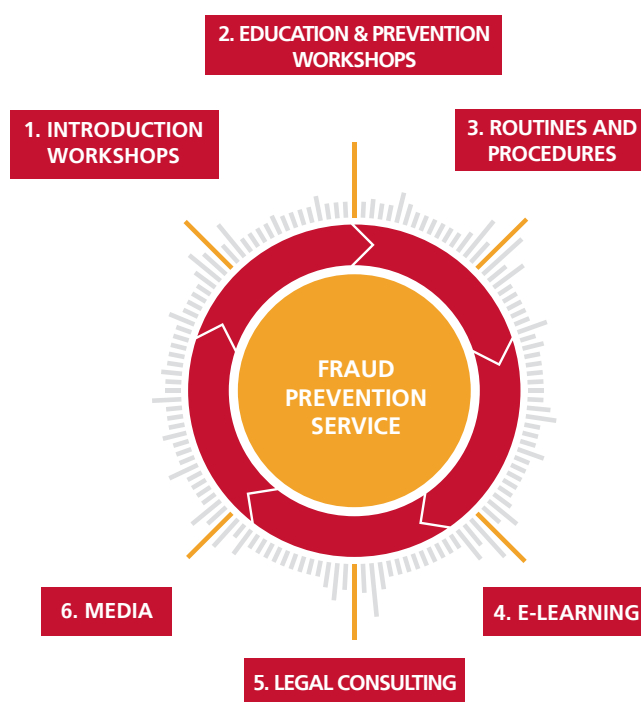 2. EDUCATION & PREVENTION
WORKSHOPS
1. INTRODUCTION
WORKSHOPS
3. ROUTINES AND
PROCEDURES
FRAUD
PREVENTION
SERVICE
6. MEDIA
4. E-LEARNING
5. LEGAL CONSULTING